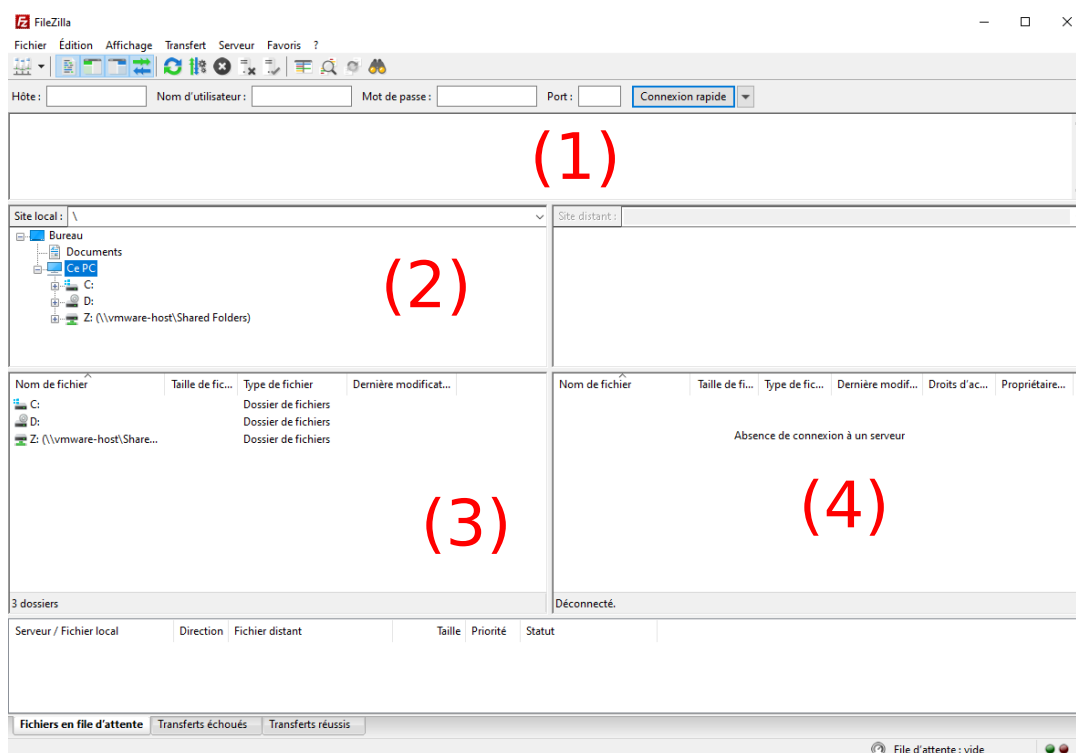 FileZilla
Fichier Édition Affichage Transfert Serveur Favoris ?
Hôte : Nom d'utilisateur : Mot de passe : Port : Connexion rapide
(1)
Site local : \
Site distant :
Bureau
Documents
Ce PC
C:
D:
Z: (\\vmware-host\Shared Folders)
(2)
Nom de fichier Taille de fic... Type de fichier Dernière modificat...
C: Dossier de fichiers
D: Dossier de fichiers
Z: (\\vmware-host\Share... Dossier de fichiers
(3)
3 dossiers
Nom de fichier Taille de fi... Type de fic... Dernière modif... Droits d'ac... Propriétaire...
Absence de connexion à un serveur
(4)
Déconnecté.
Serveur / Fichier local Direction Fichier distant Taille Priorité Statut
Fichiers en file d'attente Transferts échoués Transferts réussis
File d'attente : vide